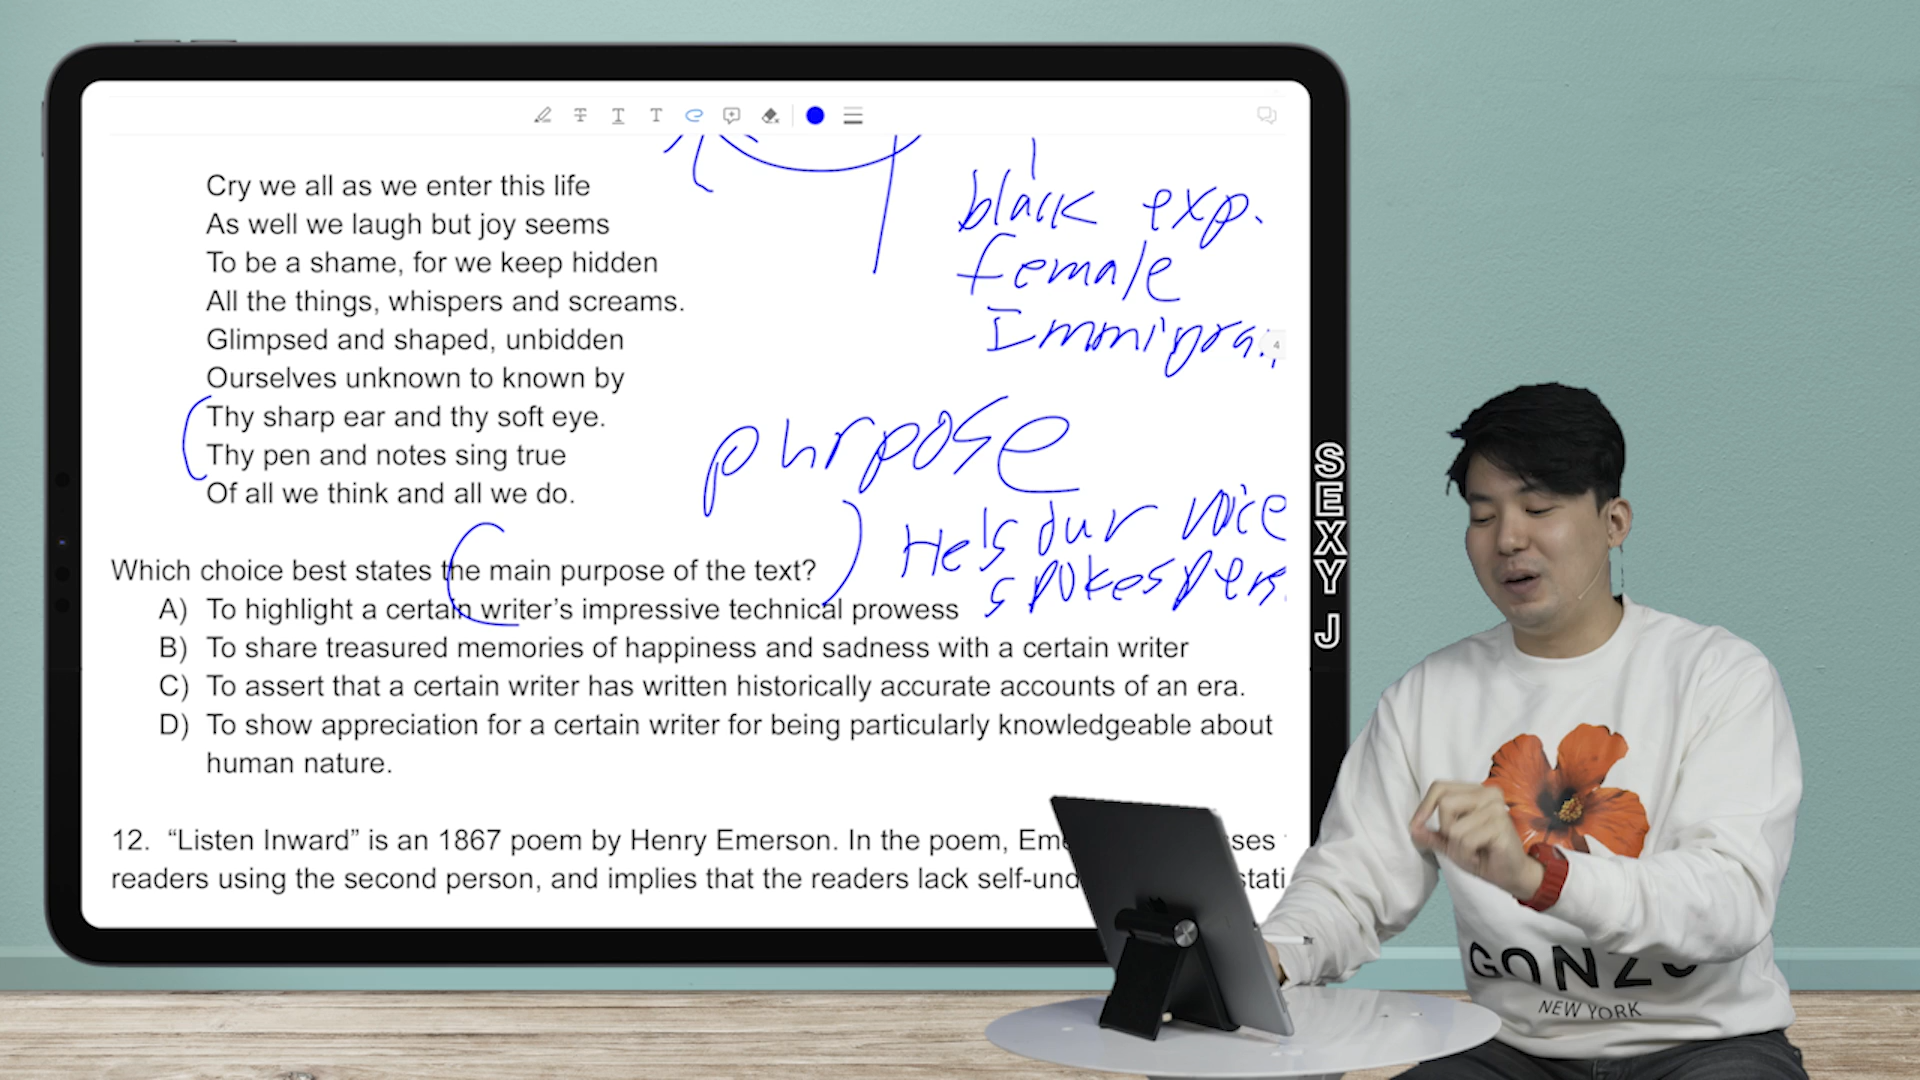 Cry we all as we enter this life
As well we laugh but joy seems
To be a shame, for we keep hidden
All the things, whispers and screams.
Glimpsed and shaped, unbidden
Ourselves unknown to known by
Thy sharp ear and thy soft eye.
Thy pen and notes sing true
Of all we think and all we do.
black exp.
female
Immigra
4
purpose
He's our voice
spokespers
Which choice best states the main purpose of the text?
A) To highlight a certain writer’s impressive technical prowess
B) To share treasured memories of happiness and sadness with a certain writer
C) To assert that a certain writer has written historically accurate accounts of an era.
D) To show appreciation for a certain writer for being particularly knowledgeable about
human nature.
12. “Listen Inward” is an 1867 poem by Henry Emerson. In the poem, Em sses
readers using the second person, and implies that the readers lack self-und stati
SEXY J
GONZO
NEW YORK